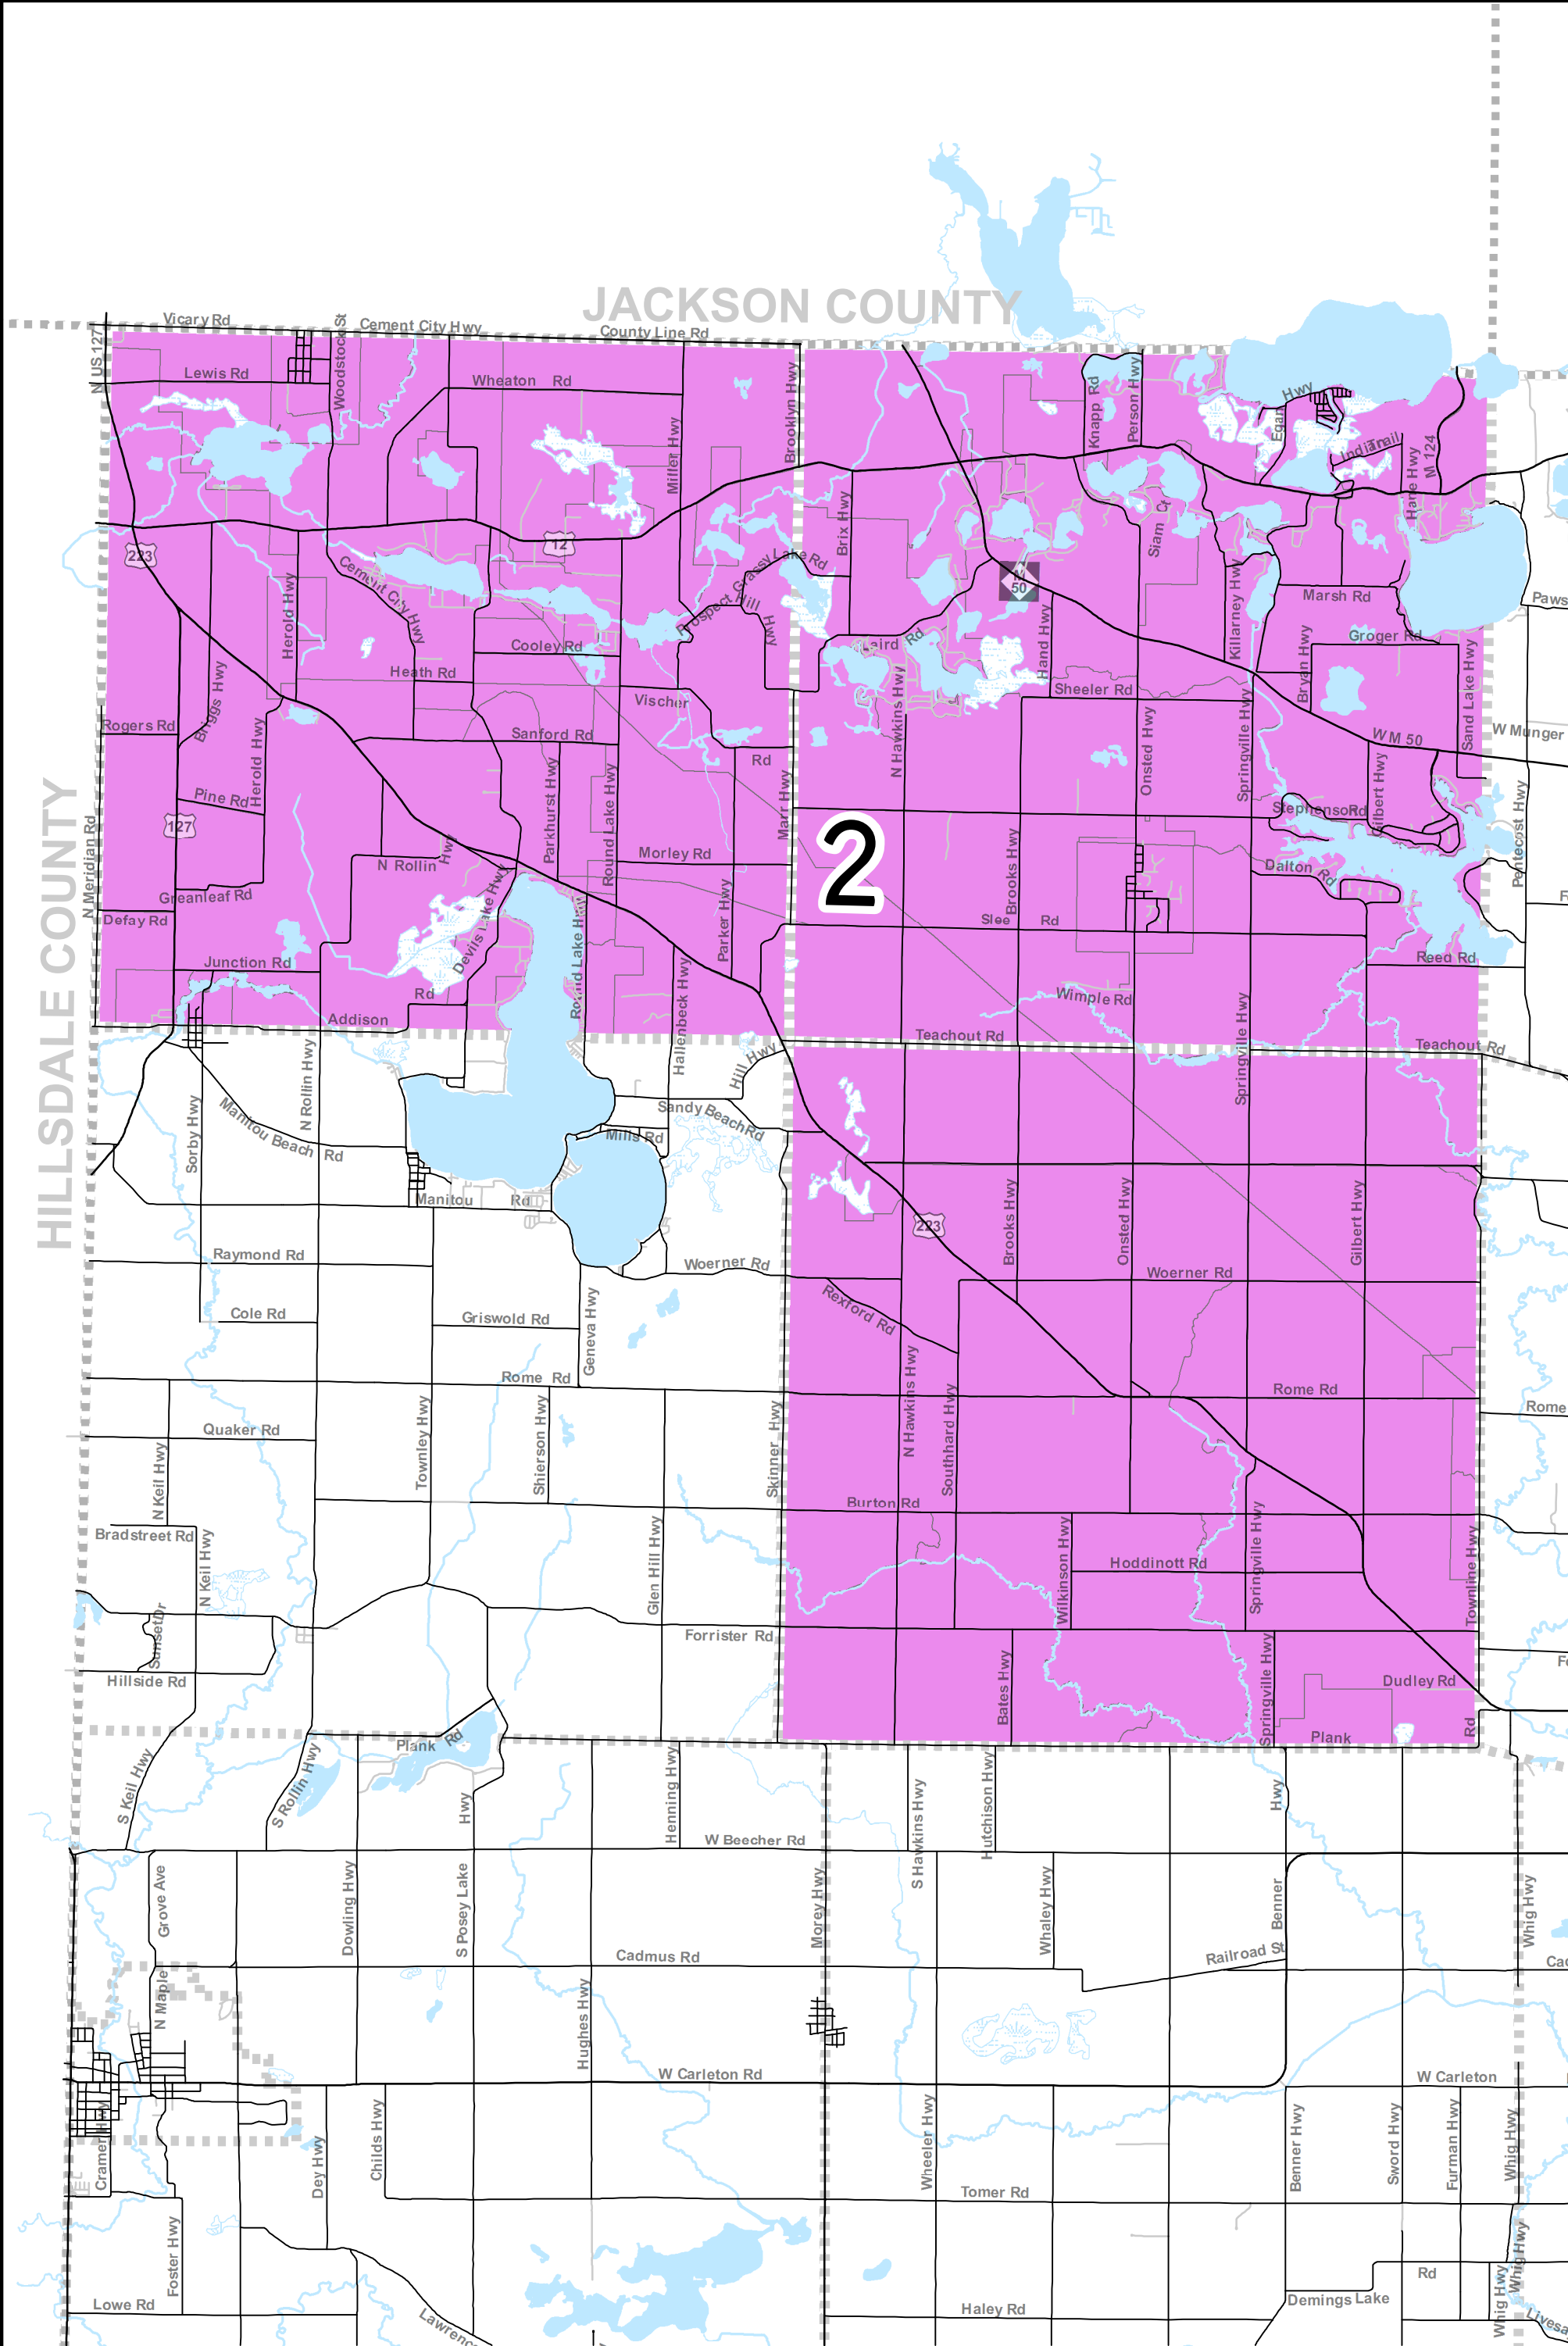 JACKSON COUNTY
Vicary Rd
Cement City Hwy
County Line Rd
N US 127
Lewis Rd
Woodstock St
Wheaton Rd
Miller Hwy
Brooklyn Hwy
Knapp Rd
Person Hwy
Egan Hwy
Indian Trail
Hane Hwy
M 124
Brix Hwy
Siam Ct
223
12
Cement City Hwy
Herold Hwy
Grassy Lake Rd
Prospect Hill
Hwy
M
50
Killarney Hwy
Marsh Rd
Paws
Cooley Rd
Laird Rd
Hand Hwy
Bryan Hwy
Groger Rd
Heath Rd
Sheeler Rd
Briggs Hwy
Vischer
Rd
N Hawkins Hwy
Onsted Hwy
Springville Hwy
Sand Lake Hwy
Rogers Rd
Herold Hwy
Sanford Rd
W M 50
W Munger
Pine Rd
127
Parkhurst Hwy
Round Lake Hwy
Marr Hwy
Stephenson Rd
Gilbert Hwy
Pentecost Hwy
HILLSDALE COUNTY
N Meridian Rd
N Rollin Hwy
Morley Rd
2
Brooks Hwy
Dalton Rd
Greenleaf Rd
Defay Rd
Devils Lake Hwy
Round Lake Hwy
Parker Hwy
Slee Rd
Junction Rd
Reed Rd
Rd
Wimple Rd
Addison
Hallenbeck Hwy
Teachout Rd
Springville Hwy
Teachout Rd
N Rollin Hwy
Hill Hwy
Sorby Hwy
Manitou Beach Rd
Sandy Beach Rd
Mills Rd
Manitou Rd
223
Brooks Hwy
Onsted Hwy
Gilbert Hwy
Raymond Rd
Woerner Rd
Woerner Rd
Cole Rd
Griswold Rd
Geneva Hwy
Rexford Rd
Rome Rd
Rome Rd
Rome
Quaker Rd
Townley Hwy
Shierson Hwy
Skinner Hwy
N Hawkins Hwy
Southhard Hwy
N Keil Hwy
Burton Rd
Bradstreet Rd
N Keil Hwy
Glen Hill Hwy
Wilkinson Hwy
Hoddinott Rd
Springville Hwy
Townline Hwy
Sunset Dr
Forrister Rd
Hillside Rd
Bates Hwy
Springville Hwy
Dudley Rd
Plank Rd
Plank
Rd
S Keil Hwy
S Rollin Hwy
Hwy
Henning Hwy
S Hawkins Hwy
Hutchison Hwy
Hwy
W Beecher Rd
Grove Ave
Dowling Hwy
S Posey Lake
Morey Hwy
Whaley Hwy
Benner
Whig Hwy
Cadmus Rd
Railroad St
N Maple
Hughes Hwy
W Carleton Rd
W Carleton
Cramer Hwy
Dey Hwy
Childs Hwy
Wheeler Hwy
Benner Hwy
Sword Hwy
Furman Hwy
Whig Hwy
Tomer Rd
Foster Hwy
Whig Hwy
Rd
Lowe Rd
Haley Rd
Demings Lake
Whig Hwy